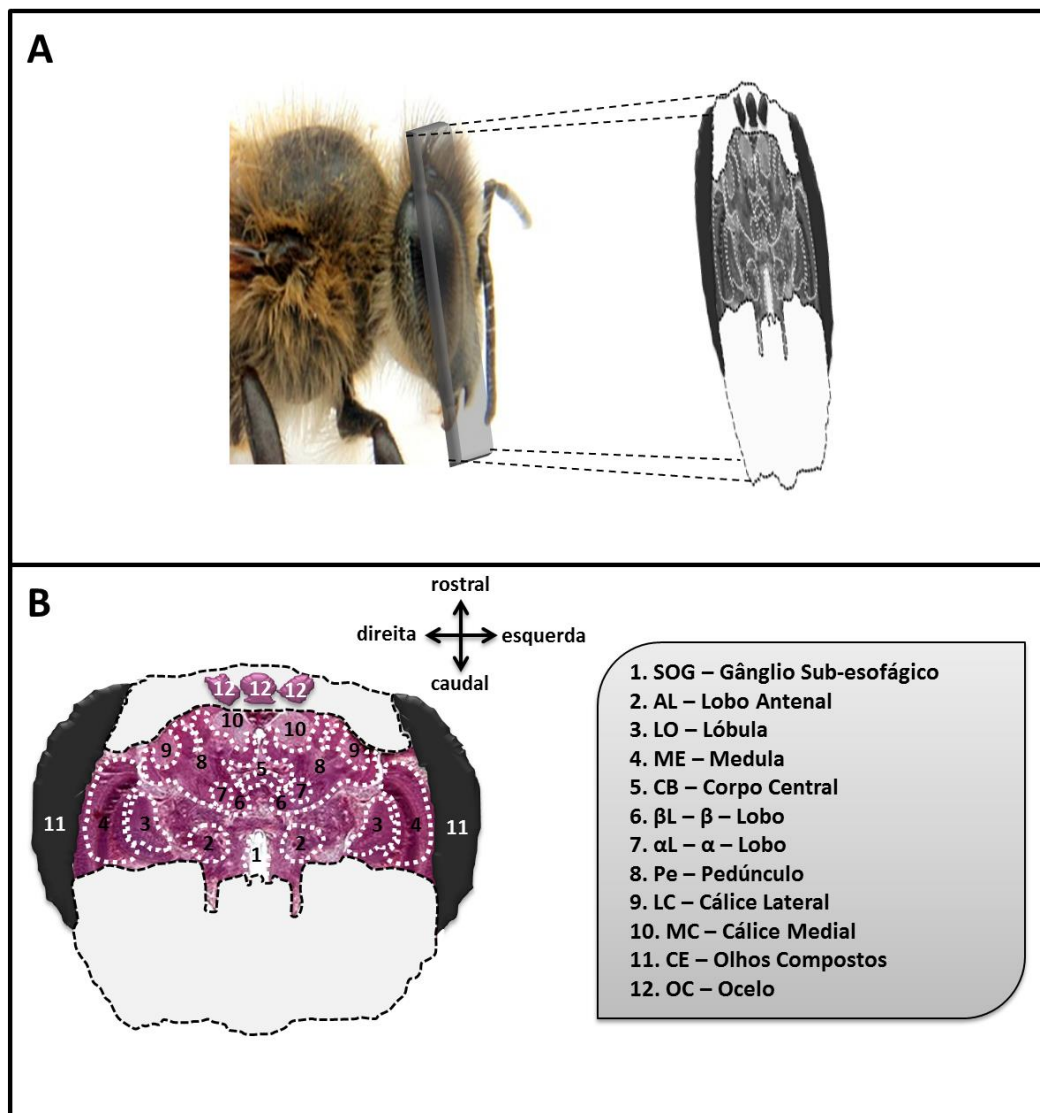 A
B
rostral
direita
esquerda
caudal
12 12 12
10 10
9 9
8 8
5
7 7
6 6
11 11
4 3 3 4
2 2
1
1. SOG – Gânglio Sub-esofágico
2. AL – Lobo Antenal
3. LO – Lóbula
4. ME – Medula
5. CB – Corpo Central
6. βL – β – Lobo
7. αL – α – Lobo
8. Pe – Pedúnculo
9. LC – Cálice Lateral
10. MC – Cálice Medial
11. CE – Olhos Compostos
12. OC – Ocelo